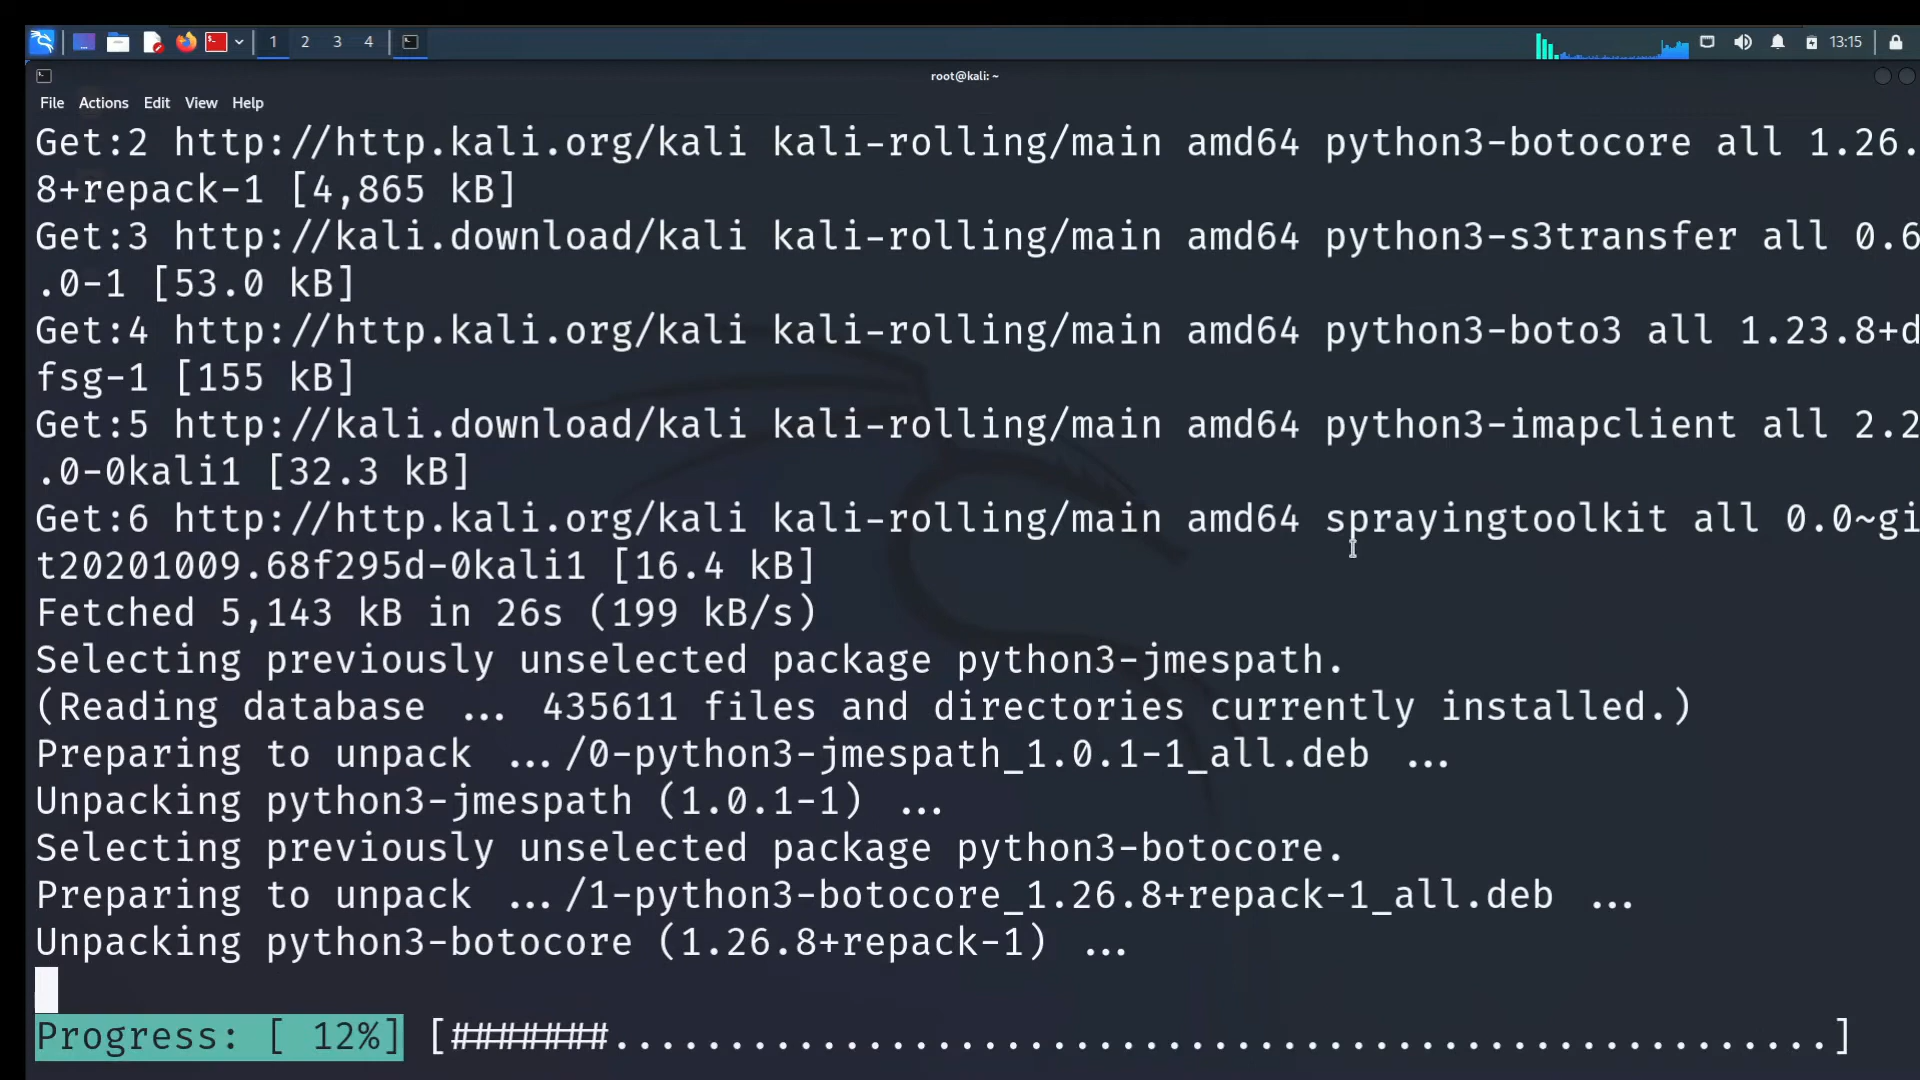 1 2 3 4 13:15
root@kali: ~
File Actions Edit View Help
Get:2 http://http.kali.org/kali kali-rolling/main amd64 python3-botocore all 1.26.
8+repack-1 [4,865 kB]
Get:3 http://kali.download/kali kali-rolling/main amd64 python3-s3transfer all 0.6
.0-1 [53.0 kB]
Get:4 http://http.kali.org/kali kali-rolling/main amd64 python3-boto3 all 1.23.8+d
fsg-1 [155 kB]
Get:5 http://kali.download/kali kali-rolling/main amd64 python3-imapclient all 2.2
.0-0kali1 [32.3 kB]
Get:6 http://http.kali.org/kali kali-rolling/main amd64 sprayingtoolkit all 0.0~gi
t20201009.68f295d-0kali1 [16.4 kB]
Fetched 5,143 kB in 26s (199 kB/s)
Selecting previously unselected package python3-jmespath.
(Reading database ... 435611 files and directories currently installed.)
Preparing to unpack .../0-python3-jmespath_1.0.1-1_all.deb ...
Unpacking python3-jmespath (1.0.1-1) ...
Selecting previously unselected package python3-botocore.
Preparing to unpack .../1-python3-botocore_1.26.8+repack-1_all.deb ...
Unpacking python3-botocore (1.26.8+repack-1) ...
Progress: [ 12%] [#######.....................................................]